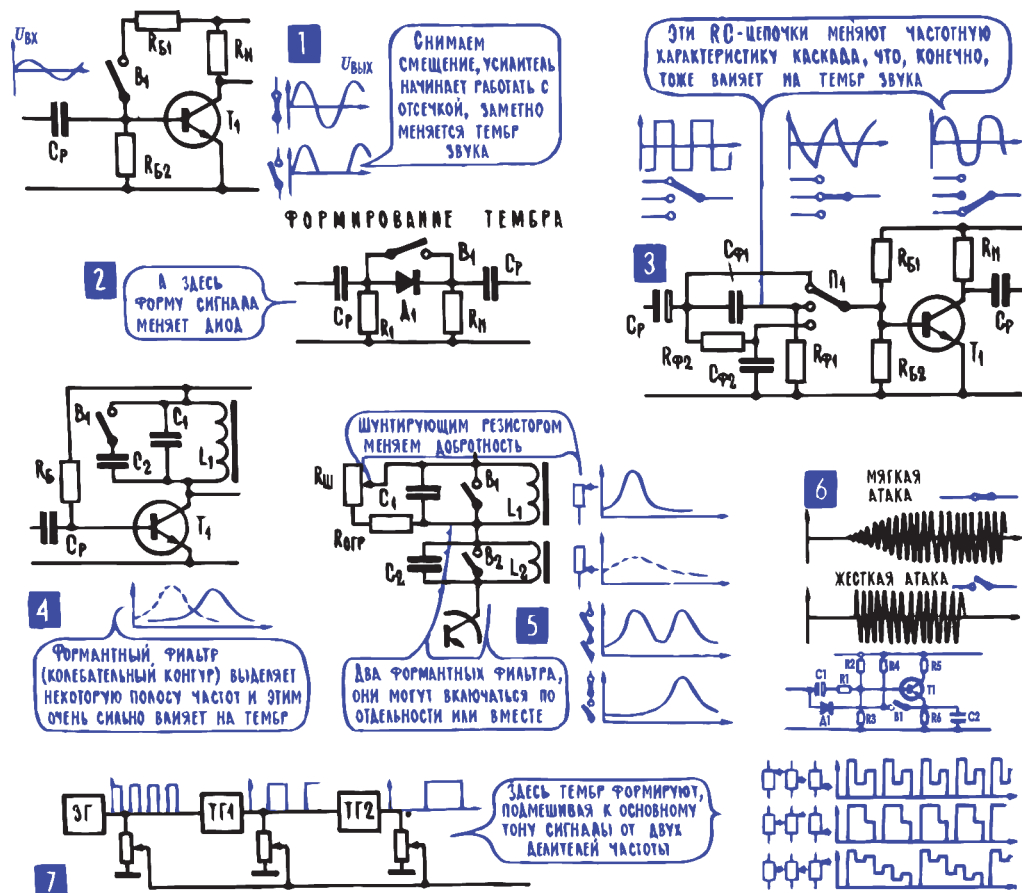 Uвх
Rб1
Rн
В1
Cр
Rб2
Т1
1
Uвых
Снимаем
смещение, усилитель
начинает работать с
отсечкой, заметно
меняется тембр
звука
ФОРМИРОВАНИЕ ТЕМБРА
2
А здесь
форму сигнала
меняет диод
Cр
R1
Д1
В1
Rн
Cр
Эти RC-цепочки меняют частотную
характеристику каскада, что, конечно,
тоже влияет на тембр звука
3
Cр
Cф1
Rф2
Cф2
Rф1
П1
Rб1
Rб2
Rн
Т1
Cр
Rб
В1
C2
C1
L1
Cр
Т1
4
Формантный фильтр
(колебательный контур) выделяет
некоторую полосу частот и этим
очень сильно влияет на тембр
Шунтирующим резистором
меняем добротность
Rш
C1
В1
L1
Rогр
C2
В2
L2
5
Два формантных фильтра,
они могут включаться по
отдельности или вместе
6
МЯГКАЯ
АТАКА
ЖЕСТКАЯ АТАКА
C1
R1
R2
R4
R5
Т1
Д1
R3
В1
R6
C2
ЗГ
ТГ1
ТГ2
Здесь тембр формируют,
подмешивая к основному
тону сигналы от двух
делителей частоты
7